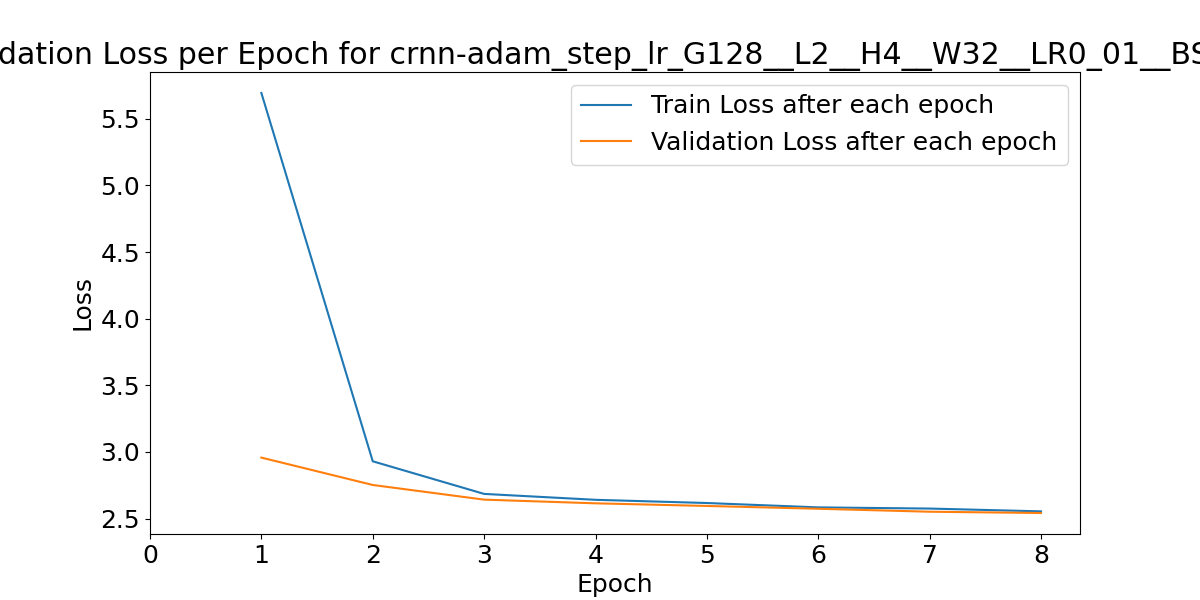 dation Loss per Epoch for crnn-adam_step_lr_G128__L2__H4__W32__LR0_01__BS
Train Loss after each epoch
Validation Loss after each epoch
5.5
5.0
4.5
4.0
3.5
3.0
2.5
Loss
0 1 2 3 4 5 6 7 8
Epoch